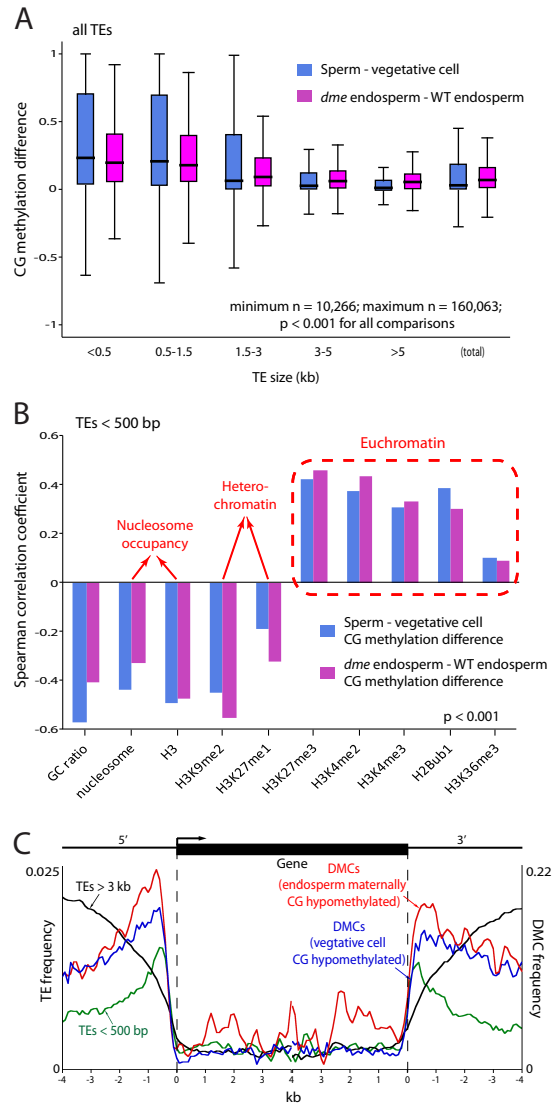 A
all TEs
Sperm - vegetative cell
dme endosperm - WT endosperm
CG methylation difference
1
0.5
0
-0.5
-1
minimum n = 10,266; maximum n = 160,063;
p < 0.001 for all comparisons
<0.5 0.5-1.5 1.5-3 3-5 >5 (total)
TE size (kb)
B
TEs < 500 bp
Euchromatin
Hetero-
chromatin
Nucleosome
occupancy
Spearman correlation coefficient
0.6
0.4
0.2
0
-0.2
-0.4
-0.6
Sperm - vegetative cell
CG methylation difference
dme endosperm - WT endosperm
CG methylation difference
p < 0.001
GC ratio nucleosome H3 H3K9me2 H3K27me1 H3K27me3 H3K4me2 H3K4me3 H2Bub1 H3K36me3
C
5' 3'
Gene
0.025 0.22
TEs > 3 kb
DMCs
(endosperm maternally
CG hypomethylated)
DMCs
(vegtative cell
CG hypomethylated)
TEs < 500 bp
TE frequency
DMC frequency
0 0
-4 -3 -2 -1 0 1 2 3 4 3 2 1 0 -1 -2 -3 -4
kb